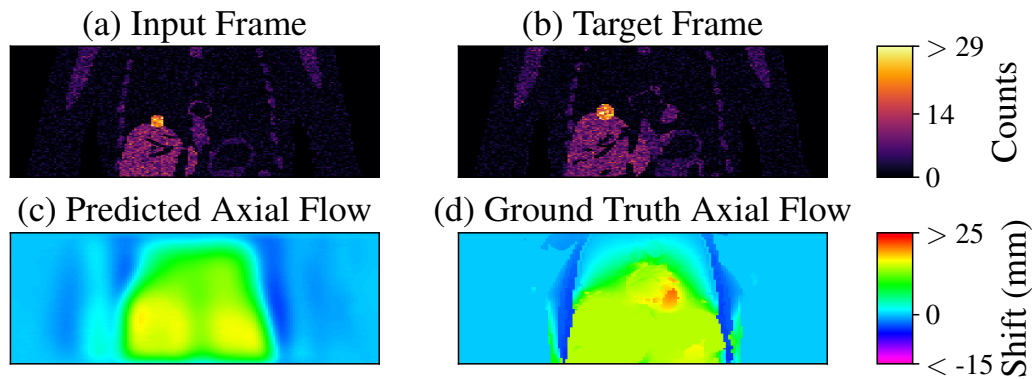 (a) Input Frame
(b) Target Frame
> 29
14
0
Counts
(c) Predicted Axial Flow
(d) Ground Truth Axial Flow
> 25
0
< -15
Shift (mm)